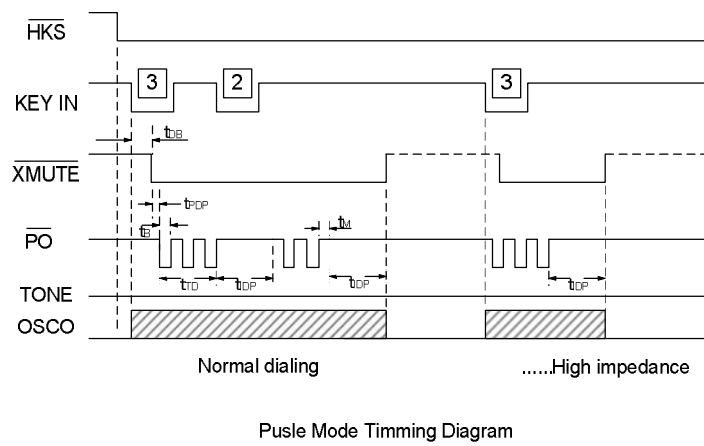 HKS
KEY IN
3
2
3
tDB
XMUTE
tPDP
tB
tM
PO
tTD
tIDP
tIDP
tIDP
TONE
OSCO
Normal dialing
......High impedance
Pusle Mode Timming Diagram